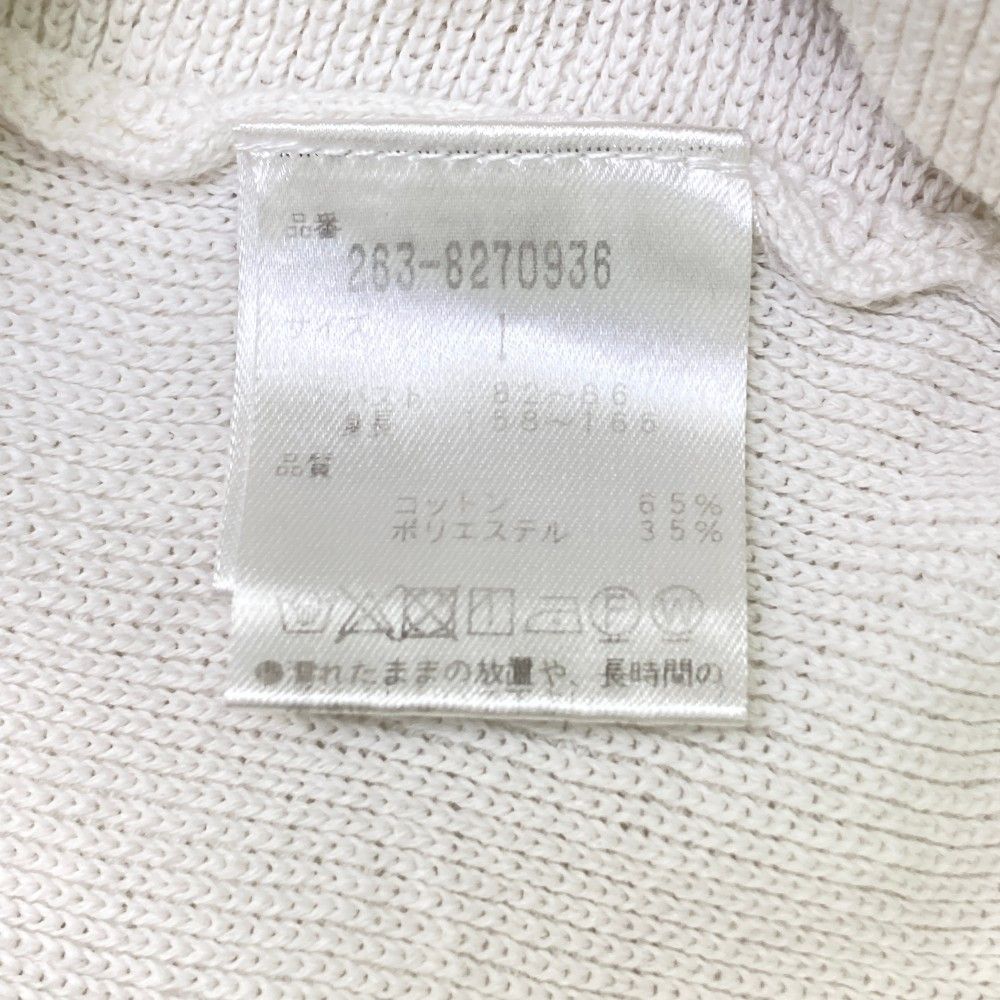 品番
263-8270936
サイズ 1
バスト 82～86
身長 158～166
品質
コットン 65%
ポリエステル 35%
F W
●濡れたままの放置や、長時間の